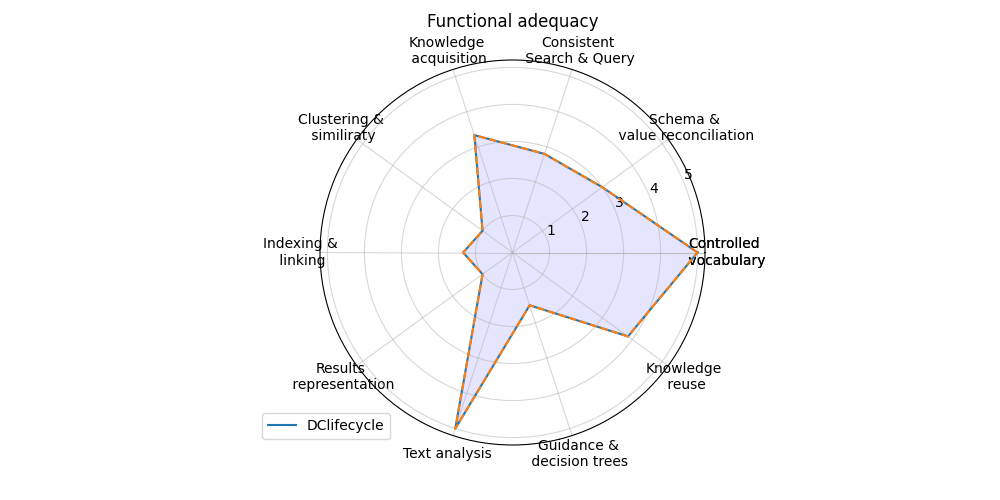 Functional adequacy
Knowledge
acquisition
Consistent
Search & Query
Clustering &
similiraty
Schema &
value reconciliation
5
4
3
2
1
Indexing &
linking
Controlled
vocabulary
Results
representation
Knowledge
reuse
DClifecycle
Text analysis
Guidance &
decision trees